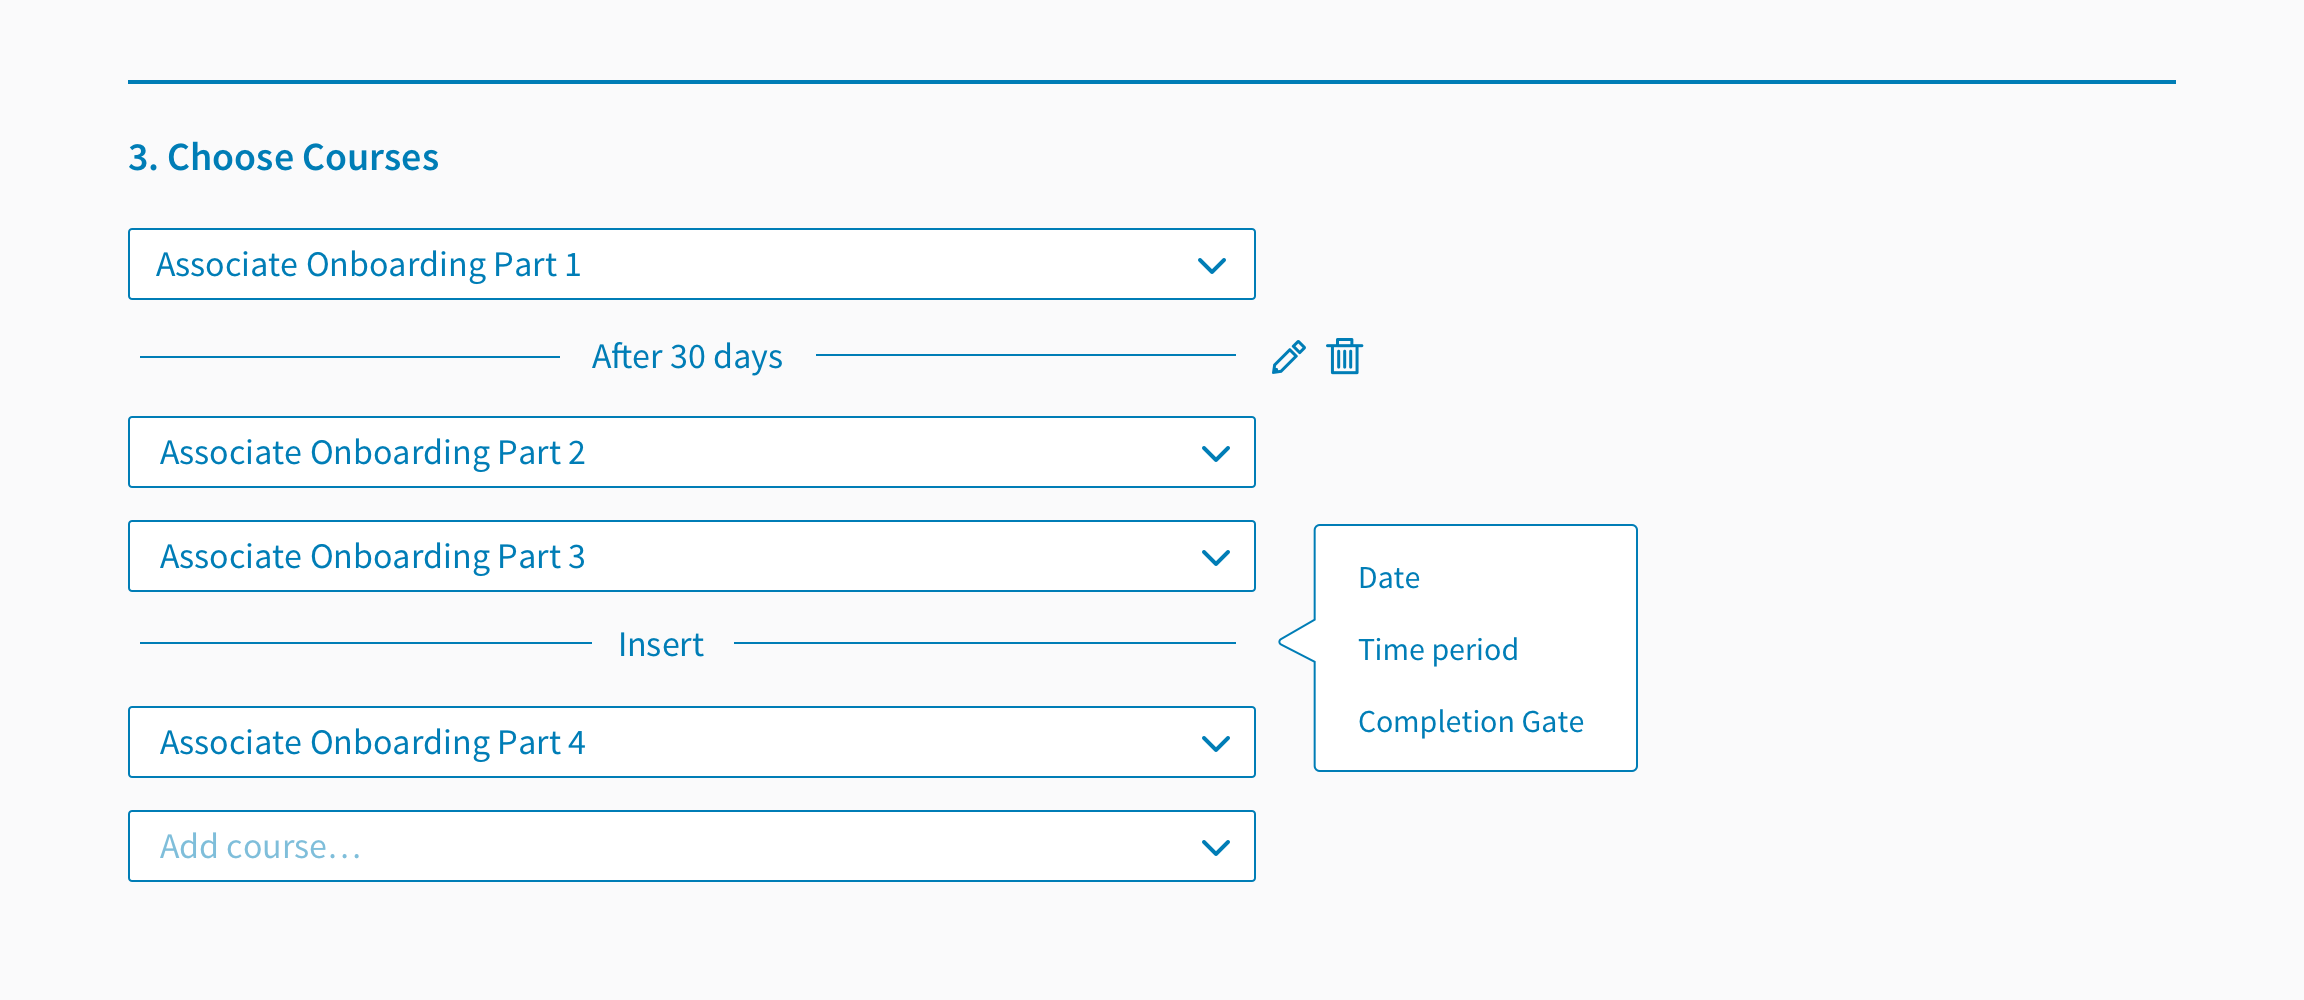 3. Choose Courses
Associate Onboarding Part 1
After 30 days
Associate Onboarding Part 2
Associate Onboarding Part 3
Insert
Date
Time period
Completion Gate
Associate Onboarding Part 4
Add course…